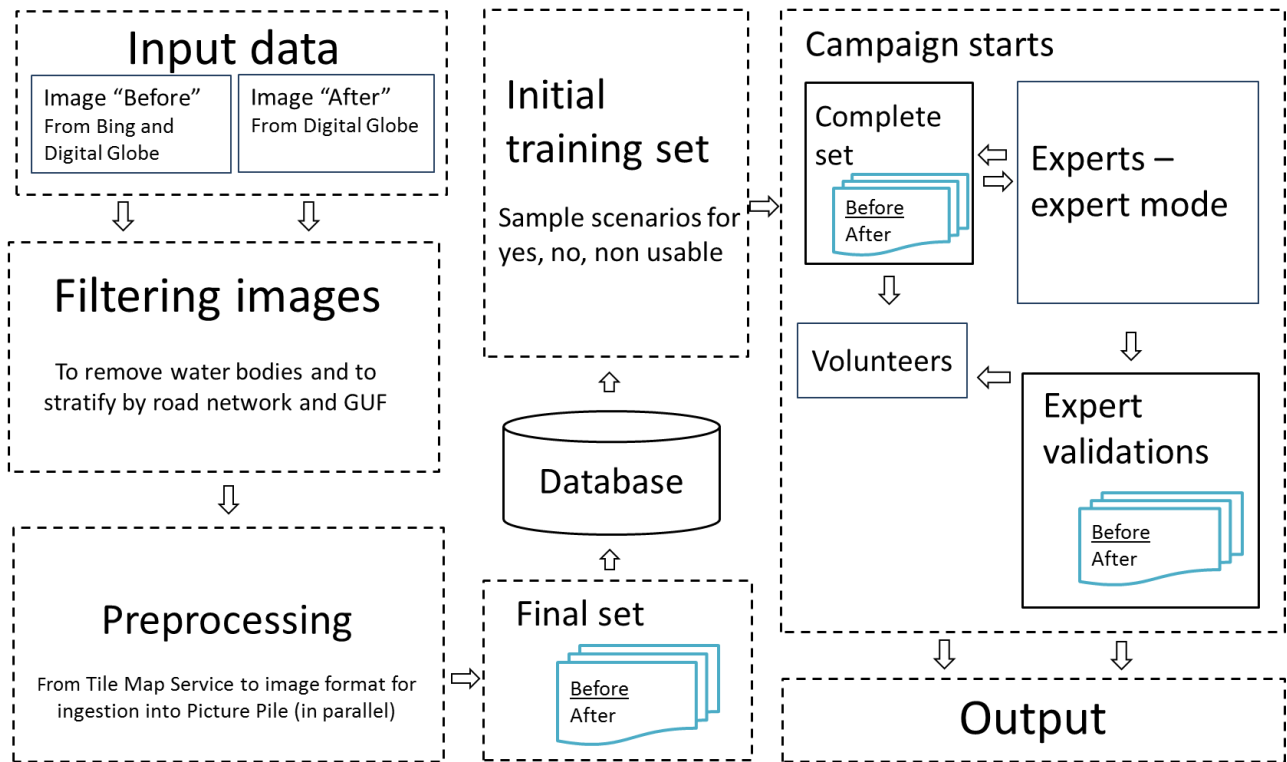 Input data
Image “Before”
From Bing and
Digital Globe
Image “After”
From Digital Globe
Filtering images
To remove water bodies and to
stratify by road network and GUF
Preprocessing
From Tile Map Service to image format for
ingestion into Picture Pile (in parallel)
Final set
Before
After
Database
Initial
training set
Sample scenarios for
yes, no, non usable
Campaign starts
Complete
set
Before
After
Experts –
expert mode
Volunteers
Expert
validations
Before
After
Output